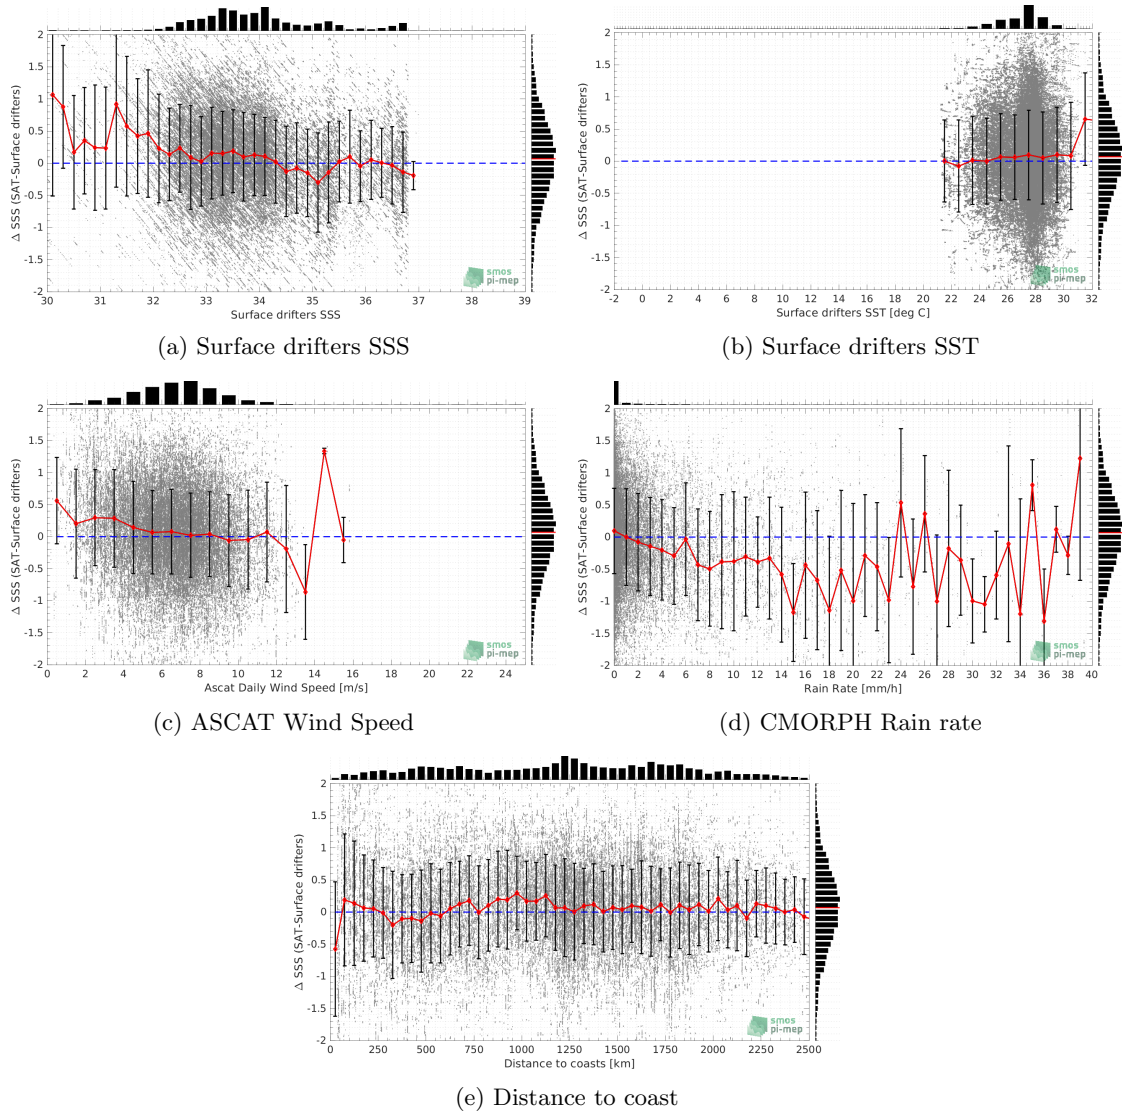 2
1.5
1
0.5
0
-0.5
-1
-1.5
-2
Δ SSS (SAT-Surface drifters)
30 31 32 33 34 35 36 37 38 39
Surface drifters SSS
smos
pi-mep
(a) Surface drifters SSS
2
1.5
1
0.5
0
-0.5
-1
-1.5
-2
Δ SSS (SAT-Surface drifters)
-2 0 2 4 6 8 10 12 14 16 18 20 22 24 26 28 30 32
Surface drifters SST [deg C]
smos
pi-mep
(b) Surface drifters SST
2
1.5
1
0.5
0
-0.5
-1
-1.5
-2
Δ SSS (SAT-Surface drifters)
0 2 4 6 8 10 12 14 16 18 20 22 24
Ascat Daily Wind Speed [m/s]
smos
pi-mep
(c) ASCAT Wind Speed
2
1.5
1
0.5
0
-0.5
-1
-1.5
-2
Δ SSS (SAT-Surface drifters)
0 2 4 6 8 10 12 14 16 18 20 22 24 26 28 30 32 34 36 38 40
Rain Rate [mm/h]
smos
pi-mep
(d) CMORPH Rain rate
2
1.5
1
0.5
0
-0.5
-1
-1.5
-2
Δ SSS (SAT-Surface drifters)
0 250 500 750 1000 1250 1500 1750 2000 2250 2500
Distance to coasts [km]
smos
pi-mep
(e) Distance to coast